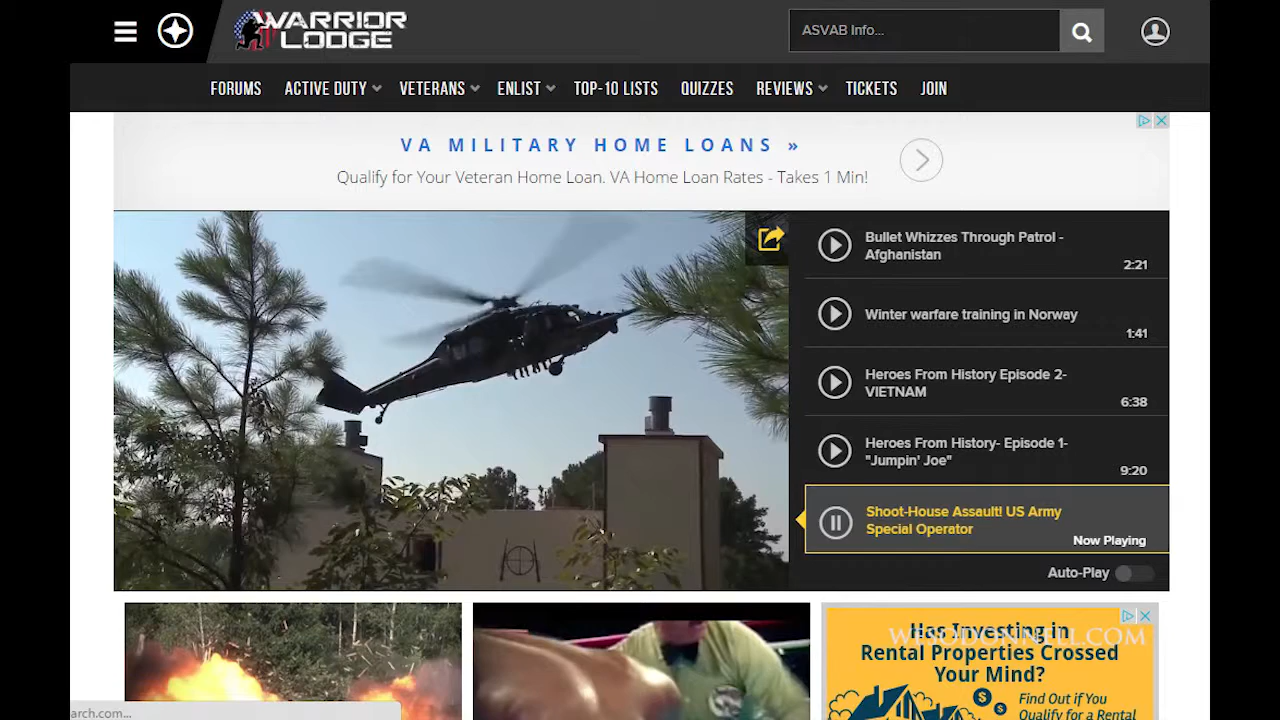 WARRIOR
LODGE
ASVAB Info...
FORUMS ACTIVE DUTY VETERANS ENLIST TOP-10 LISTS QUIZZES REVIEWS TICKETS JOIN
VA MILITARY HOME LOANS »
Qualify for Your Veteran Home Loan. VA Home Loan Rates - Takes 1 Min!
Bullet Whizzes Through Patrol -
Afghanistan
2:21
Winter warfare training in Norway
1:41
Heroes From History Episode 2-
VIETNAM
6:38
Heroes From History- Episode 1-
"Jumpin' Joe"
9:20
Shoot-House Assault! US Army
Special Operator
Now Playing
Auto-Play
Has Investing in
WESODONNELL.COM
Rental Properties Crossed
Your Mind?
Find Out if You
Qualify for a Rental
arch.com...